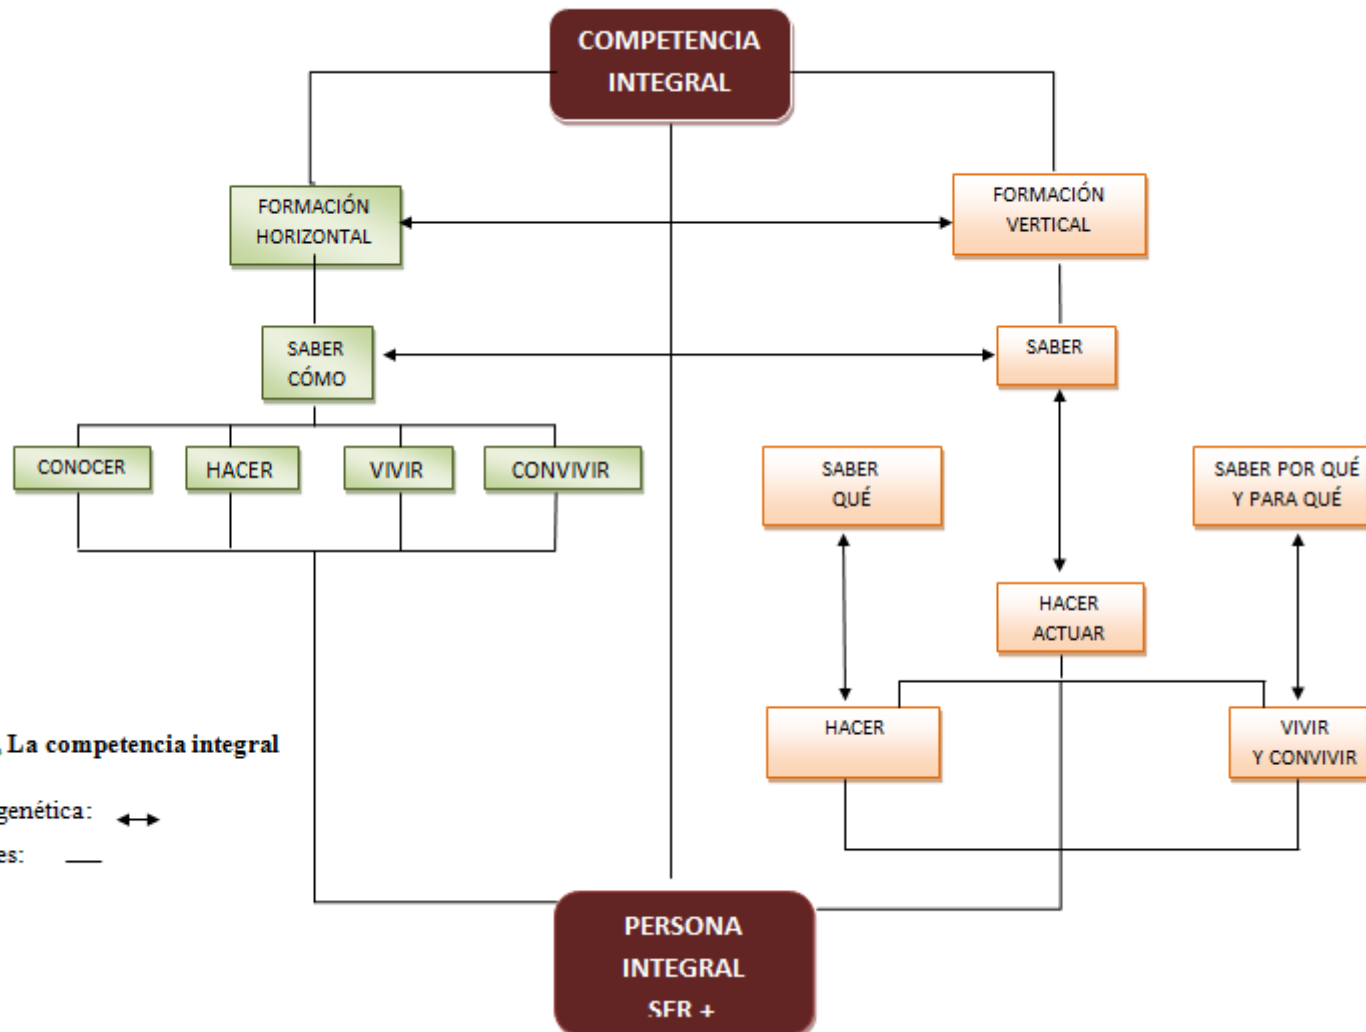 COMPETENCIA
INTEGRAL
FORMACIÓN
HORIZONTAL
FORMACIÓN
VERTICAL
SABER
CÓMO
SABER
CONOCER
HACER
VIVIR
CONVIVIR
SABER
QUÉ
SABER POR QUÉ
Y PARA QUÉ
HACER
ACTUAR
HACER
VIVIR
Y CONVIVIR
, La competencia integral
genética:
es:
PERSONA
INTEGRAL
SER +